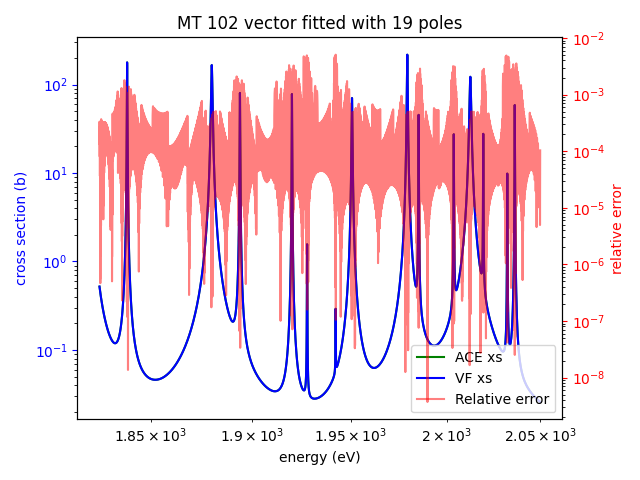 MT 102 vector fitted with 19 poles
cross section (b)
10²
10¹
10⁰
10⁻¹
10⁻²
10⁻³
10⁻⁴
10⁻⁵
10⁻⁶
10⁻⁷
10⁻⁸
relative error
ACE xs
VF xs
Relative error
1.85 × 10³ 1.9 × 10³ 1.95 × 10³ 2 × 10³ 2.05 × 10³
energy (eV)